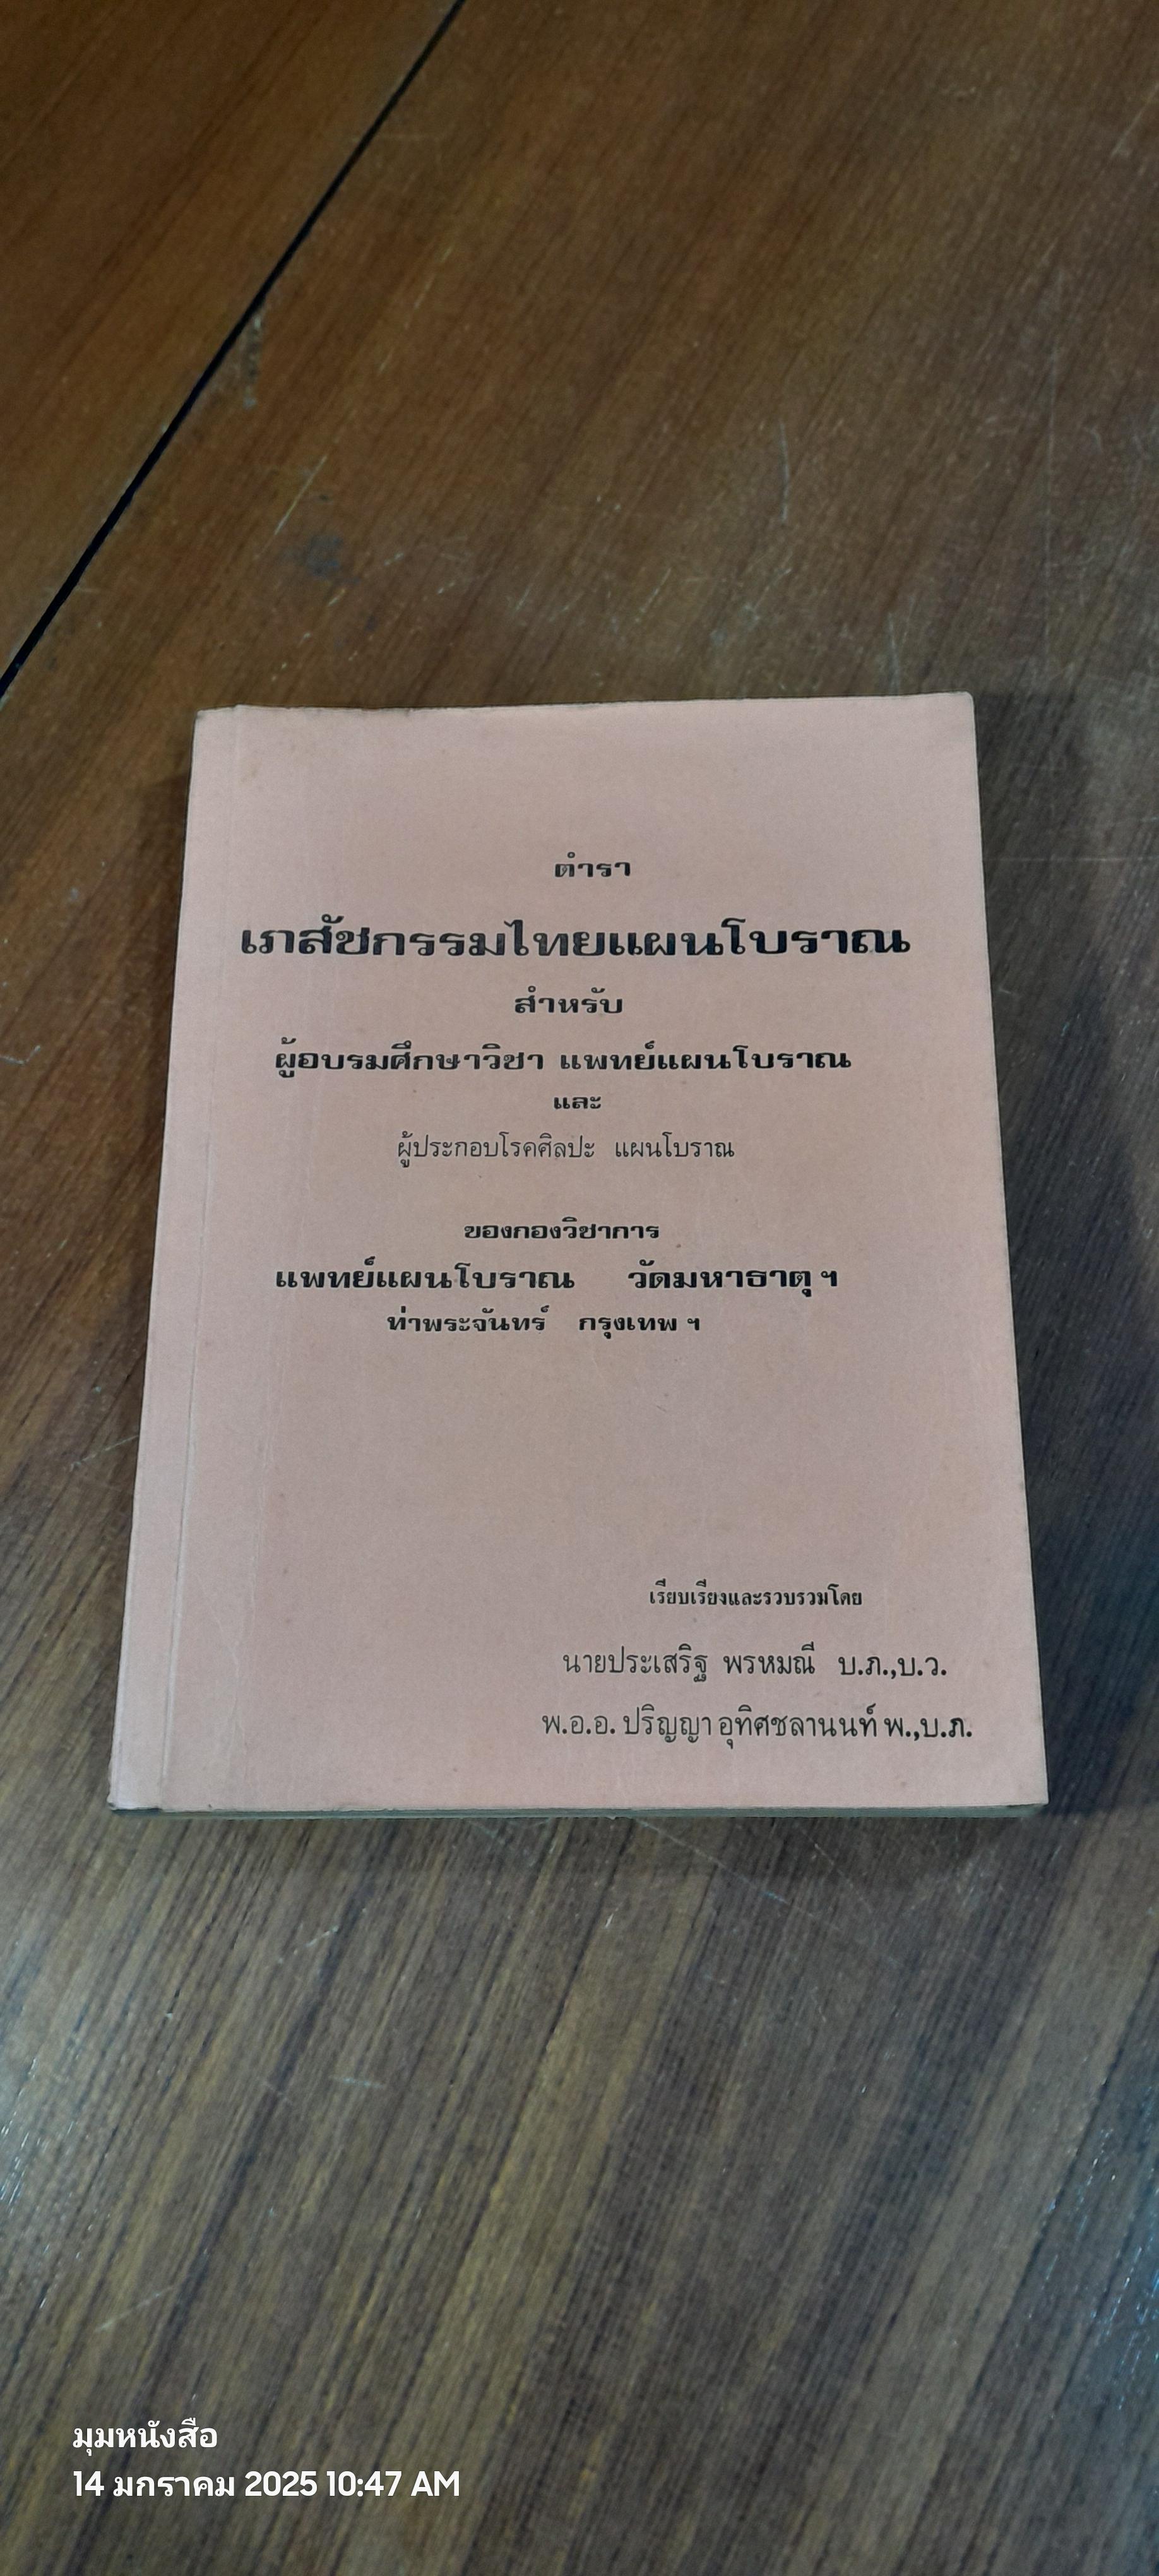 ตำรา
เภสัชกรรมไทยแผนโบราณ
สำหรับ
ผู้อบรมศึกษาวิชา แพทย์แผนโบราณ
และ
ผู้ประกอบโรคศิลปะ แผนโบราณ
ของกองวิชาการ
แพทย์แผนโบราณ วัดมหาธาตุ ฯ
ท่าพระจันทร์ กรุงเทพ ฯ
เรียบเรียงและรวบรวมโดย
นายประเสริฐ พรหมณี บ.ภ.,บ.ว.
พ.อ.อ. ปริญญา อุทิศชลานนท์ พ.,บ.ภ.
มุมหนังสือ
14 มกราคม 2025 10:47 AM